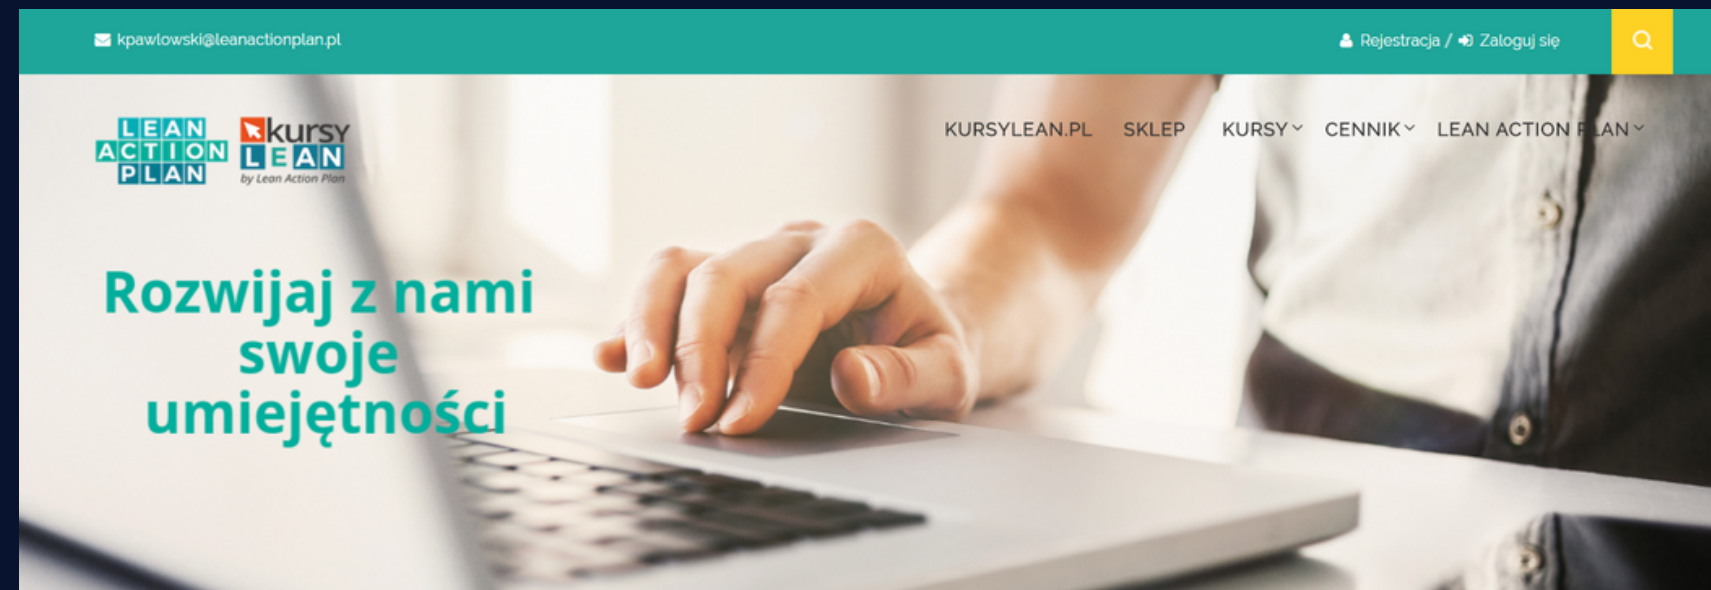 kpawlowski@leanactionplan.pl
Rejestracja / Zaloguj się
LEAN
ACTION
PLAN
kursy
LEAN
by Lean Action Plan
KURSYLEAN.PL SKLEP KURSY CENNIK LEAN ACTION PLAN
Rozwijaj z nami
swoje
umiejętności